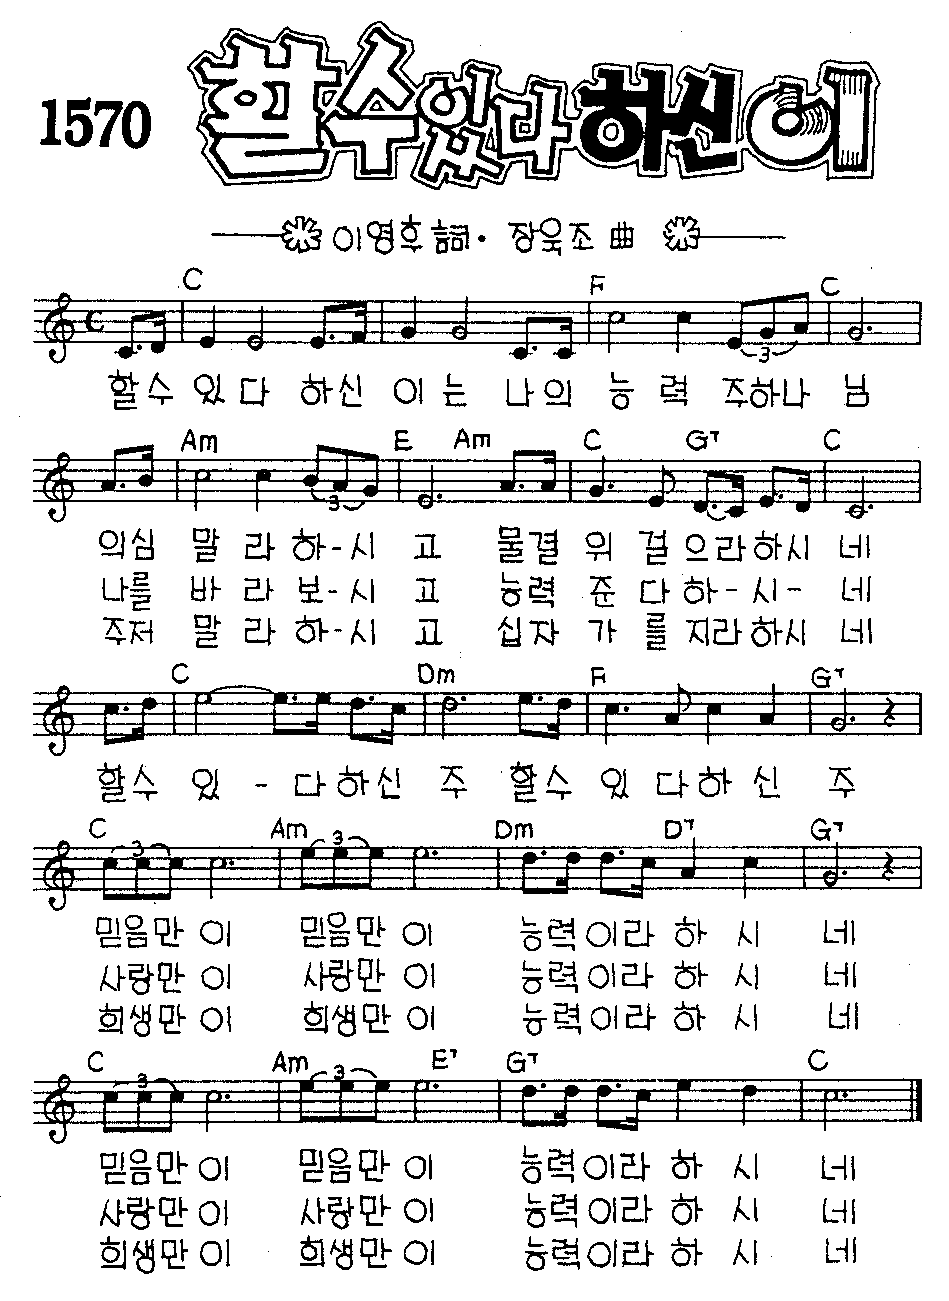 1570
할수있다하신이
이영후詞·장욱조曲
C F C
할수 있다 하신 이는 나의 능력 주하나 님
Am E Am C G7 C
의심 말라하-시 고 물결위 걸으라하시 네
나를 바라보-시 고 능력 준다하-시- 네
주저 말라하-시 고 십자가를지라하시 네
C Dm F G7
할수 있-다하신 주 할수 있다하신 주
3 3
C Am Dm D7 G7
믿음만이 믿음만이 능력이라하시 네
사랑만이 사랑만이 능력이라하시 네
희생만이 희생만이 능력이라하시 네
C Am E7 G7 C
3 3
믿음만이 믿음만이 능력이라하시 네
사랑만이 사랑만이 능력이라하시 네
희생만이 희생만이 능력이라하시 네